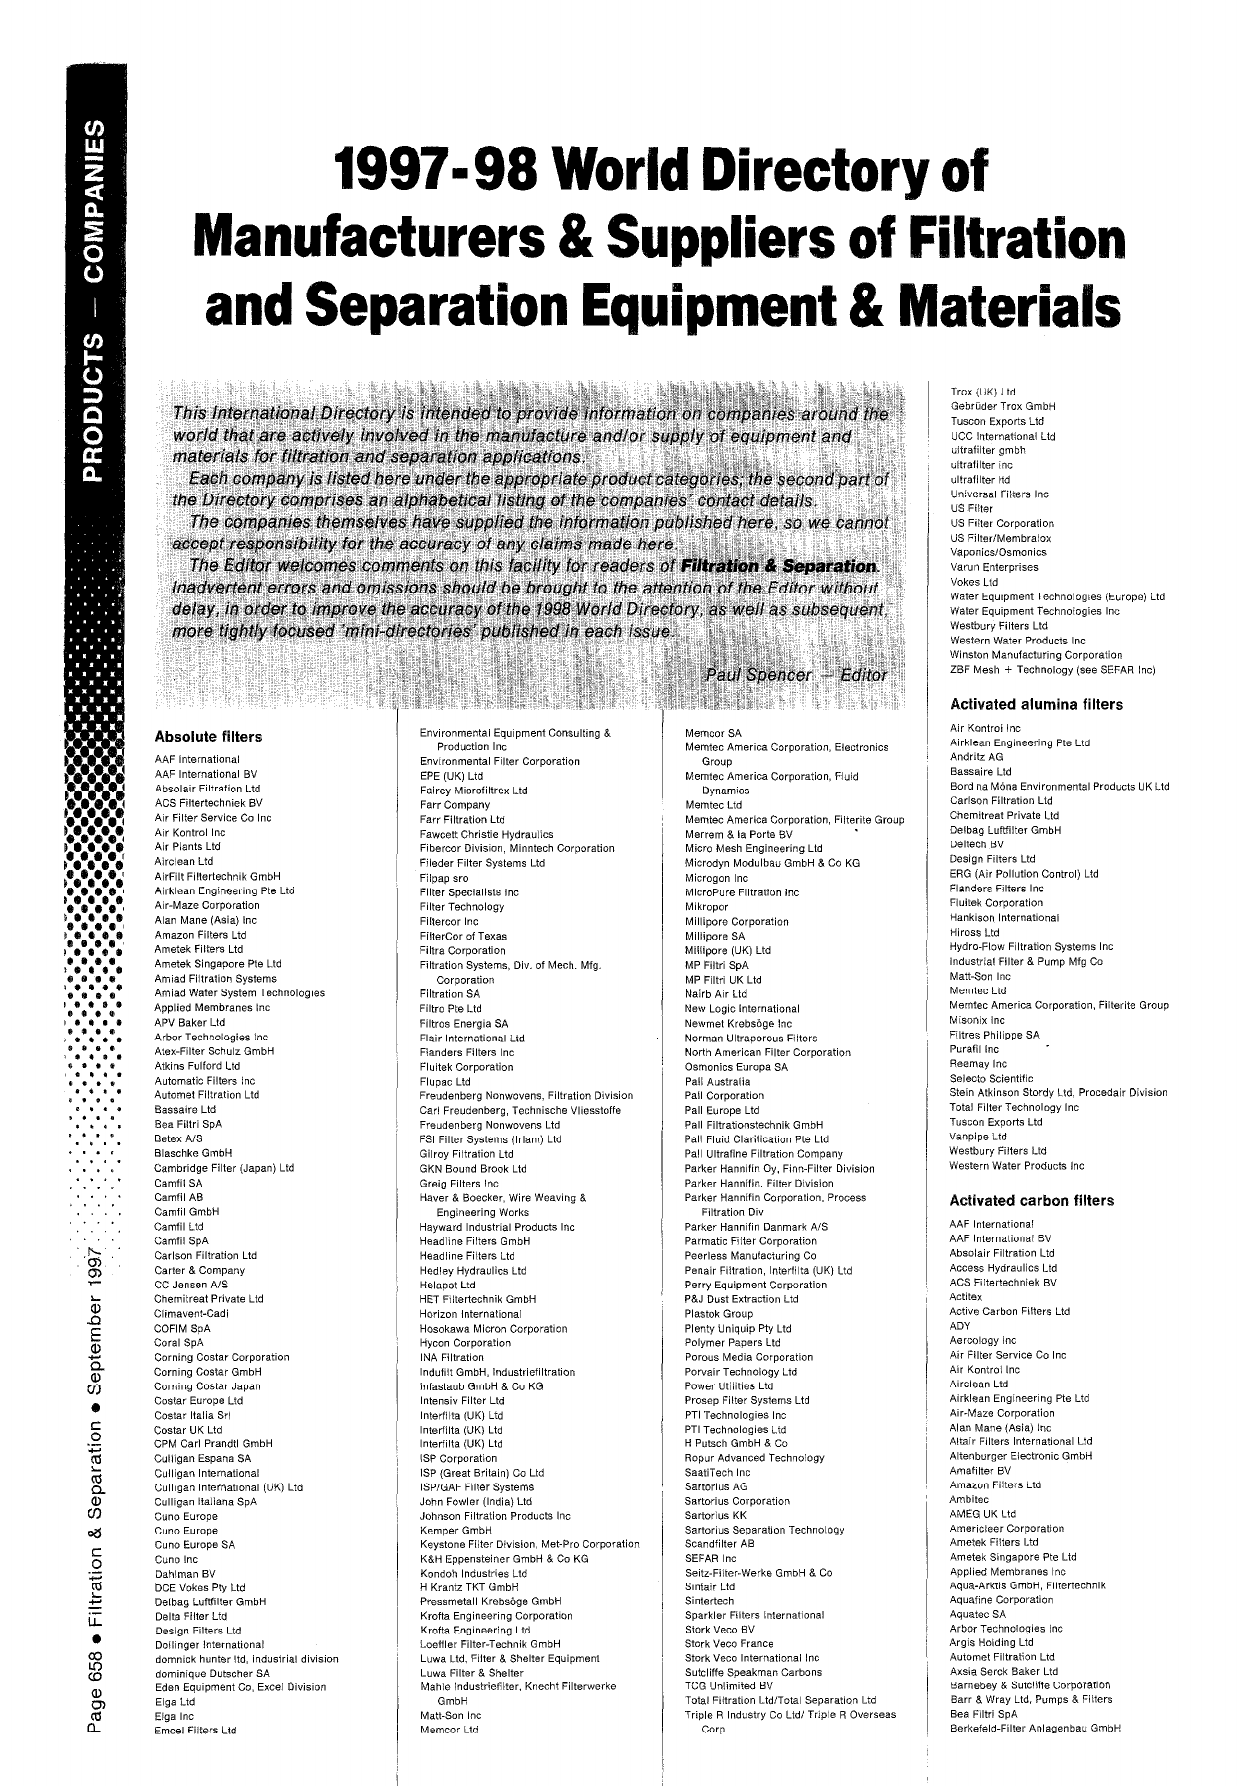 PRODUCTS — COMPANIES
1997-98 World Directory of
Manufacturers & Suppliers of Filtration
and Separation Equipment & Materials
This International Directory is intended to provide information on companies around the
world that are actively involved in the manufacture and/or supply of equipment and
materials for filtration and separation applications.
Each company is listed here under the appropriate product categories; the second part of
the Directory comprises an alphabetical listing of the companies' contact details.
The companies themselves have supplied the information published here, so we cannot
accept responsibility for the accuracy of any claims made here.
The Editor welcomes comments on this facility for readers of Filtration & Separation.
Inadvertent errors and omissions should be brought to the attention of the Editor without
delay, in order to improve the accuracy of the 1998 World Directory, as well as subsequent,
more tightly focused 'mini-directories' published in each issue.
Paul Spencer — Editor
Absolute filters
AAF International
AAF International BV
Absolair Filtration Ltd
ACS Filtertechniek BV
Air Filter Service Co Inc
Air Kontrol Inc
Air Plants Ltd
Airclean Ltd
AirFilt Filtertechnik GmbH
Airklean Engineering Pte Ltd
Air-Maze Corporation
Alan Mane (Asia) Inc
Amazon Filters Ltd
Ametek Filters Ltd
Ametek Singapore Pte Ltd
Amiad Filtration Systems
Amiad Water System Technologies
Applied Membranes Inc
APV Baker Ltd
Arbor Technologies Inc
Atex-Filter Schulz GmbH
Atkins Fulford Ltd
Automatic Filters Inc
Automet Filtration Ltd
Bassaire Ltd
Bea Filtri SpA
Betex A/S
Blaschke GmbH
Cambridge Filter (Japan) Ltd
Camfil SA
Camfil AB
Camfil GmbH
Camfil Ltd
Camfil SpA
Carlson Filtration Ltd
Carter & Company
CC Jensen A/S
Chemitreat Private Ltd
Climavent-Cadi
COFIM SpA
Coral SpA
Corning Costar Corporation
Corning Costar GmbH
Corning Costar Japan
Costar Europe Ltd
Costar Italia Srl
Costar UK Ltd
CPM Carl Prandtl GmbH
Culligan Espana SA
Culligan International
Culligan International (UK) Ltd
Culligan Italiana SpA
Cuno Europe
Cuno Europe
Cuno Europe SA
Cuno Inc
Dahlman BV
DCE Vokes Pty Ltd
Delbag Luftfilter GmbH
Delta Filter Ltd
Design Filters Ltd
Dollinger International
domnick hunter ltd, industrial division
dominique Dutscher SA
Eden Equipment Co, Excel Division
Elga Ltd
Elga Inc
Emcel Filters Ltd
Environmental Equipment Consulting &
Production Inc
Environmental Filter Corporation
EPE (UK) Ltd
Fairey Microfiltrex Ltd
Farr Company
Farr Filtration Ltd
Fawcett Christie Hydraulics
Fibercor Division, Minntech Corporation
Fileder Filter Systems Ltd
Filpap sro
Filter Specialists Inc
Filter Technology
Filtercor Inc
FilterCor of Texas
Filtra Corporation
Filtration Systems, Div. of Mech. Mfg.
Corporation
Filtration SA
Filtro Pte Ltd
Filtros Energia SA
Flair International Ltd
Flanders Filters Inc
Fluitek Corporation
Flupac Ltd
Freudenberg Nonwovens, Filtration Division
Carl Freudenberg, Technische Vliesstoffe
Freudenberg Nonwovens Ltd
FSI Filter Systems (Irlam) Ltd
Gilroy Filtration Ltd
GKN Bound Brook Ltd
Greig Filters Inc
Haver & Boecker, Wire Weaving &
Engineering Works
Hayward Industrial Products Inc
Headline Filters GmbH
Headline Filters Ltd
Hedley Hydraulics Ltd
Helapet Ltd
HET Filtertechnik GmbH
Horizon International
Hosokawa Micron Corporation
Hycon Corporation
INA Filtration
Indufilt GmbH, Industriefiltration
Infastaub GmbH & Co KG
Intensiv Filter Ltd
Interfilta (UK) Ltd
Interfilta (UK) Ltd
Interfilta (UK) Ltd
ISP Corporation
ISP (Great Britain) Co Ltd
ISP/GAF Filter Systems
John Fowler (India) Ltd
Johnson Filtration Products Inc
Kemper GmbH
Keystone Filter Division, Met-Pro Corporation
K&H Eppensteiner GmbH & Co KG
Kondoh Industries Ltd
H Krantz TKT GmbH
Pressmetall Krebsöge GmbH
Krofta Engineering Corporation
Krofta Engineering Ltd
Loeffler Filter-Technik GmbH
Luwa Ltd, Filter & Shelter Equipment
Luwa Filter & Shelter
Mahle Industriefilter, Knecht Filterwerke
GmbH
Matt-Son Inc
Memcor Ltd
Memcor SA
Memtec America Corporation, Electronics
Group
Memtec America Corporation, Fluid
Dynamics
Memtec Ltd
Memtec America Corporation, Filterite Group
Merrem & la Porte BV
Micro Mesh Engineering Ltd
Microdyn Modulbau GmbH & Co KG
Microgon Inc
MicroPure Filtration Inc
Mikropor
Millipore Corporation
Millipore SA
Millipore (UK) Ltd
MP Filtri SpA
MP Filtri UK Ltd
Nairb Air Ltd
New Logic International
Newmet Krebsöge Inc
Norman Ultraporous Filters
North American Filter Corporation
Osmonics Europa SA
Pall Australia
Pall Corporation
Pall Europe Ltd
Pall Filtrationstechnik GmbH
Pall Fluid Clarification Pte Ltd
Pall Ultrafine Filtration Company
Parker Hannifin Oy, Finn-Filter Division
Parker Hannifin, Filter Division
Parker Hannifin Corporation, Process
Filtration Div
Parker Hannifin Danmark A/S
Parmatic Filter Corporation
Peerless Manufacturing Co
Penair Filtration, Interfilta (UK) Ltd
Perry Equipment Corporation
P&J Dust Extraction Ltd
Plastok Group
Plenty Uniquip Pty Ltd
Polymer Papers Ltd
Porous Media Corporation
Porvair Technology Ltd
Power Utilities Ltd
Prosep Filter Systems Ltd
PTI Technologies Inc
PTI Technologies Ltd
H Putsch GmbH & Co
Ropur Advanced Technology
SaatiTech Inc
Sartorius AG
Sartorius Corporation
Sartorius KK
Sartorius Separation Technology
Scandfilter AB
SEFAR Inc
Seitz-Filter-Werke GmbH & Co
Sintair Ltd
Sintertech
Sparkler Filters International
Stork Veco BV
Stork Veco France
Stork Veco International Inc
Sutcliffe Speakman Carbons
TCG Unlimited BV
Total Filtration Ltd/Total Separation Ltd
Triple R Industry Co Ltd/ Triple R Overseas
Corp
Trox (UK) Ltd
Gebrüder Trox GmbH
Tuscon Exports Ltd
UCC International Ltd
ultrafilter gmbh
ultrafilter inc
ultrafilter ltd
Universal Filters Inc
US Filter
US Filter Corporation
US Filter/Membralox
Vaponics/Osmonics
Varun Enterprises
Vokes Ltd
Water Equipment Technologies (Europe) Ltd
Water Equipment Technologies Inc
Westbury Filters Ltd
Western Water Products Inc
Winston Manufacturing Corporation
ZBF Mesh + Technology (see SEFAR Inc)
Activated alumina filters
Air Kontrol Inc
Airklean Engineering Pte Ltd
Andritz AG
Bassaire Ltd
Bord na Móna Environmental Products UK Ltd
Carlson Filtration Ltd
Chemitreat Private Ltd
Delbag Luftfilter GmbH
Deltech BV
Design Filters Ltd
ERG (Air Pollution Control) Ltd
Flanders Filters Inc
Fluitek Corporation
Hankison International
Hiross Ltd
Hydro-Flow Filtration Systems Inc
Industrial Filter & Pump Mfg Co
Matt-Son Inc
Memtec Ltd
Memtec America Corporation, Filterite Group
Misonix Inc
Filtres Philippe SA
Purafil Inc
Reemay Inc
Selecto Scientific
Stein Atkinson Stordy Ltd, Procedair Division
Total Filter Technology Inc
Tuscon Exports Ltd
Vanpipe Ltd
Westbury Filters Ltd
Western Water Products Inc
Activated carbon filters
AAF International
AAF International BV
Absolair Filtration Ltd
Access Hydraulics Ltd
ACS Filtertechniek BV
Actitex
Active Carbon Filters Ltd
ADY
Aercology Inc
Air Filter Service Co Inc
Air Kontrol Inc
Airclean Ltd
Airklean Engineering Pte Ltd
Air-Maze Corporation
Alan Mane (Asia) Inc
Altair Filters International Ltd
Altenburger Electronic GmbH
Amafilter BV
Amazon Filters Ltd
Ambitec
AMEG UK Ltd
Americleer Corporation
Ametek Filters Ltd
Ametek Singapore Pte Ltd
Applied Membranes Inc
Aqua-Arktis GmbH, Filtertechnik
Aquafine Corporation
Aquatec SA
Arbor Technologies Inc
Argis Holding Ltd
Automet Filtration Ltd
Axsia Serck Baker Ltd
Barnebey & Sutcliffe Corporation
Barr & Wray Ltd, Pumps & Filters
Bea Filtri SpA
Berkefeld-Filter Anlagenbau GmbH
Page 658 ● Filtration & Separation ● September 1997